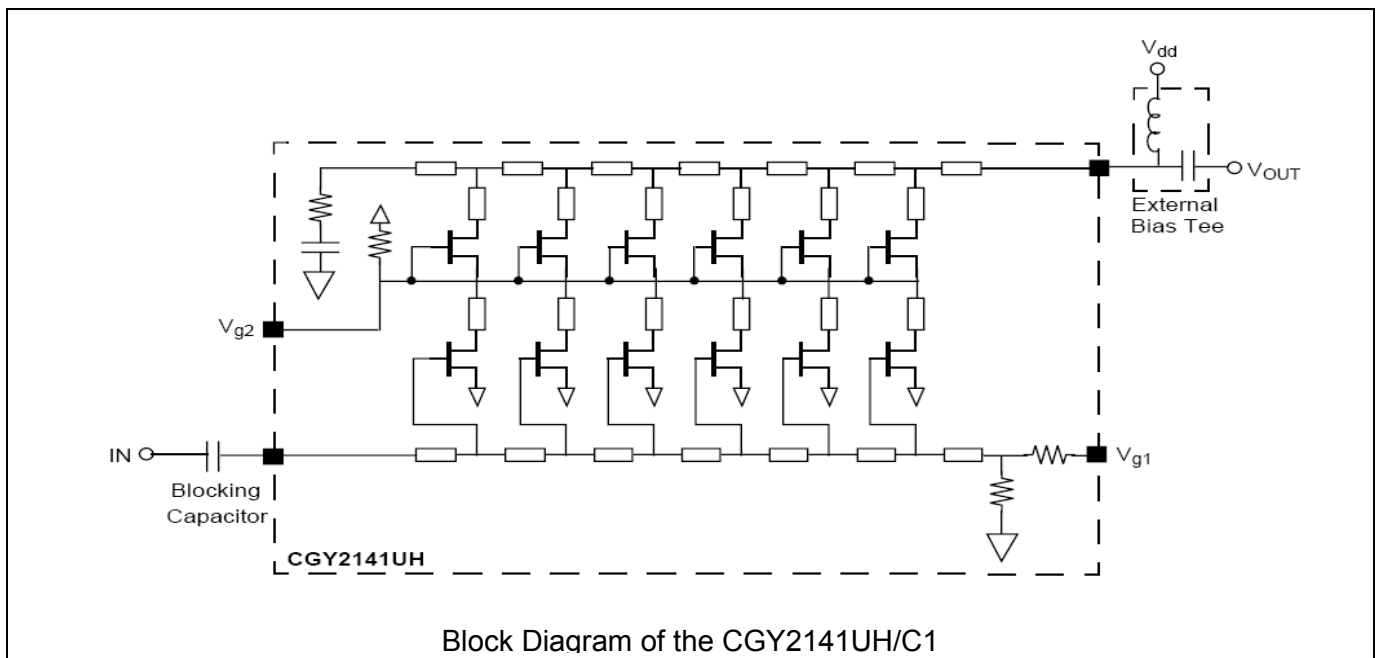 Vdd
VOUT
External
Bias Tee
Vg2
IN
Blocking
Capacitor
Vg1
CGY2141UH
Block Diagram of the CGY2141UH/C1